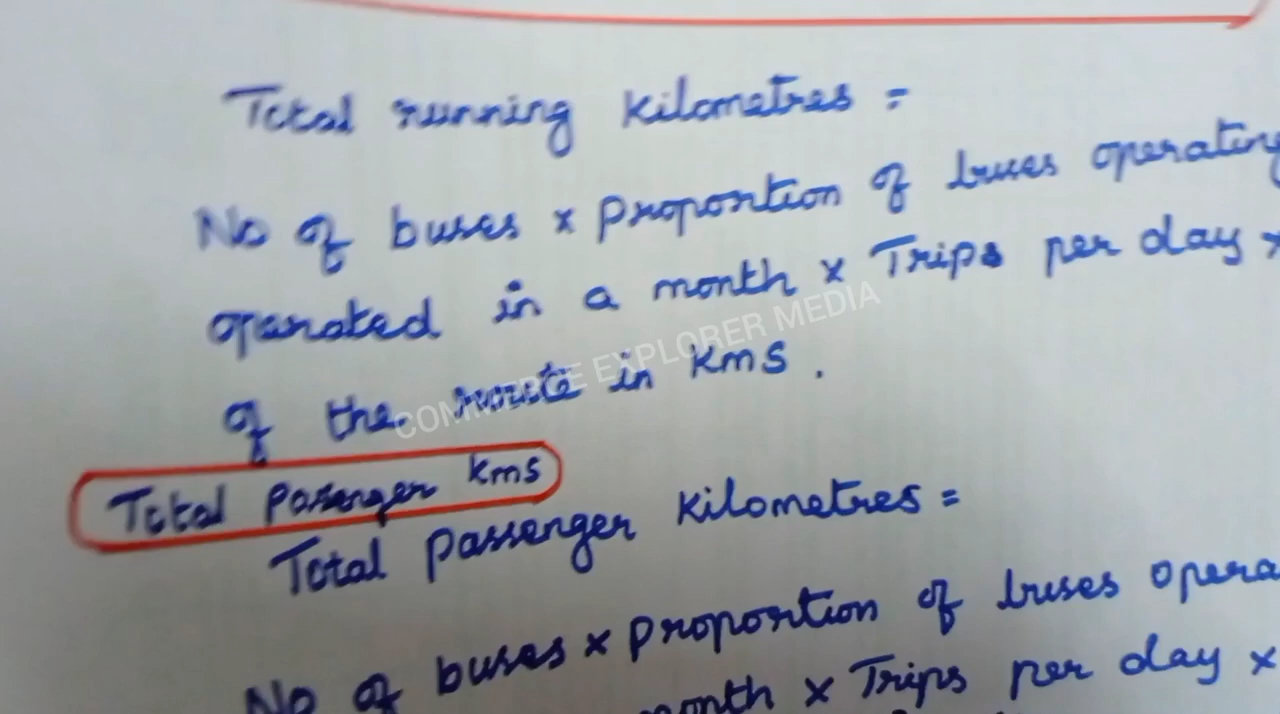 Total running Kilometres =
No of buses x Proportion of buses operating
operated in a month x Trips per day x
of the route in Kms.
COMMERCE EXPLORER MEDIA
Total Passenger Kms
Total Passenger Kilometres =
No of buses x Proportion of buses opera
month x Trips per day x